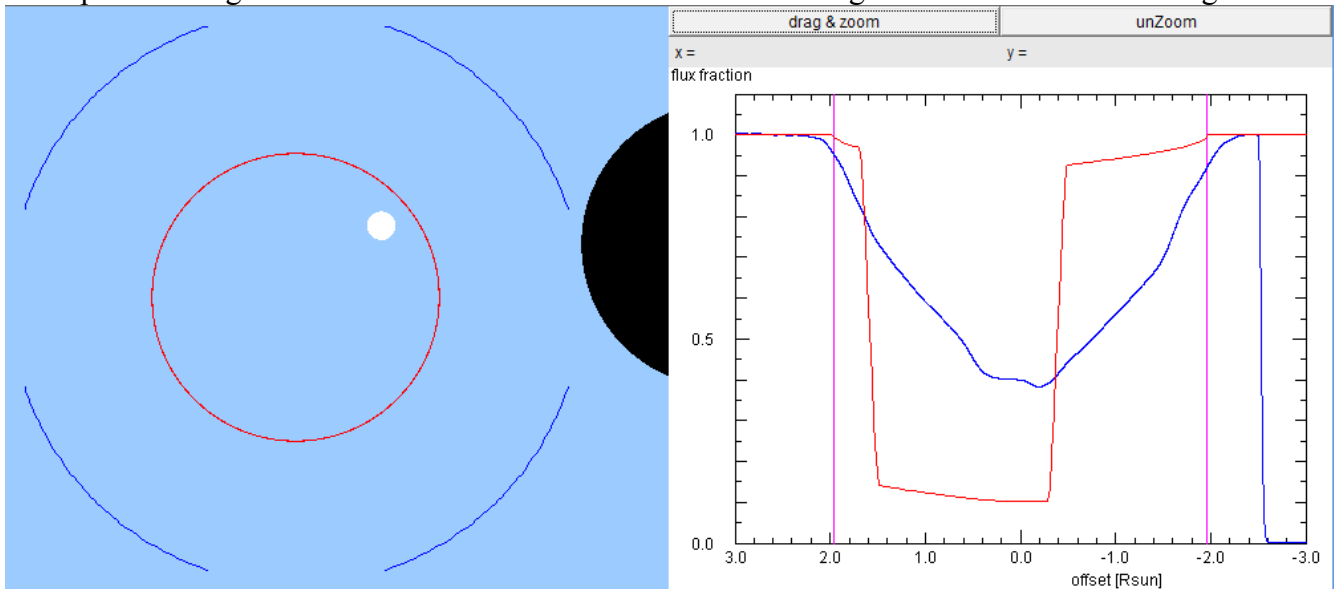 drag & zoom unZoom
x = y =
flux fraction
1.0
0.5
0.0
3.0 2.0 1.0 0.0 -1.0 -2.0 -3.0
offset [Rsun]